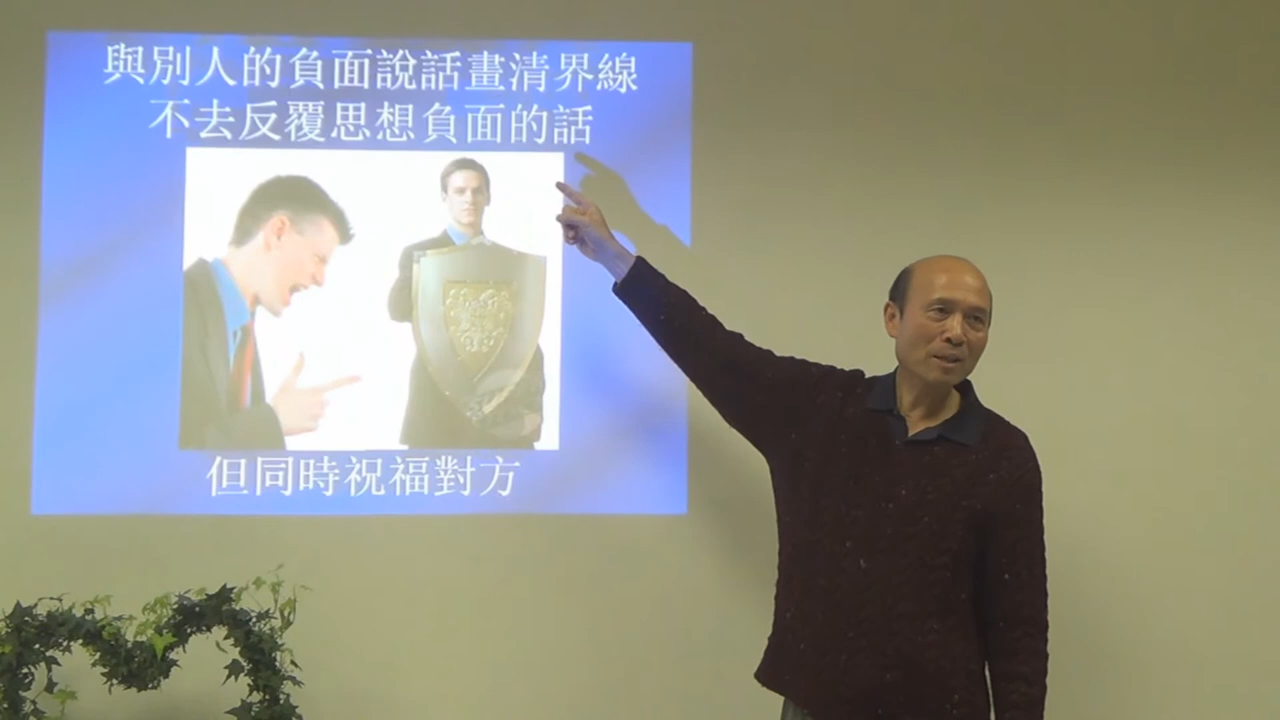 與別人的負面說話畫清界線
不去反覆思想負面的話
但同時祝福對方